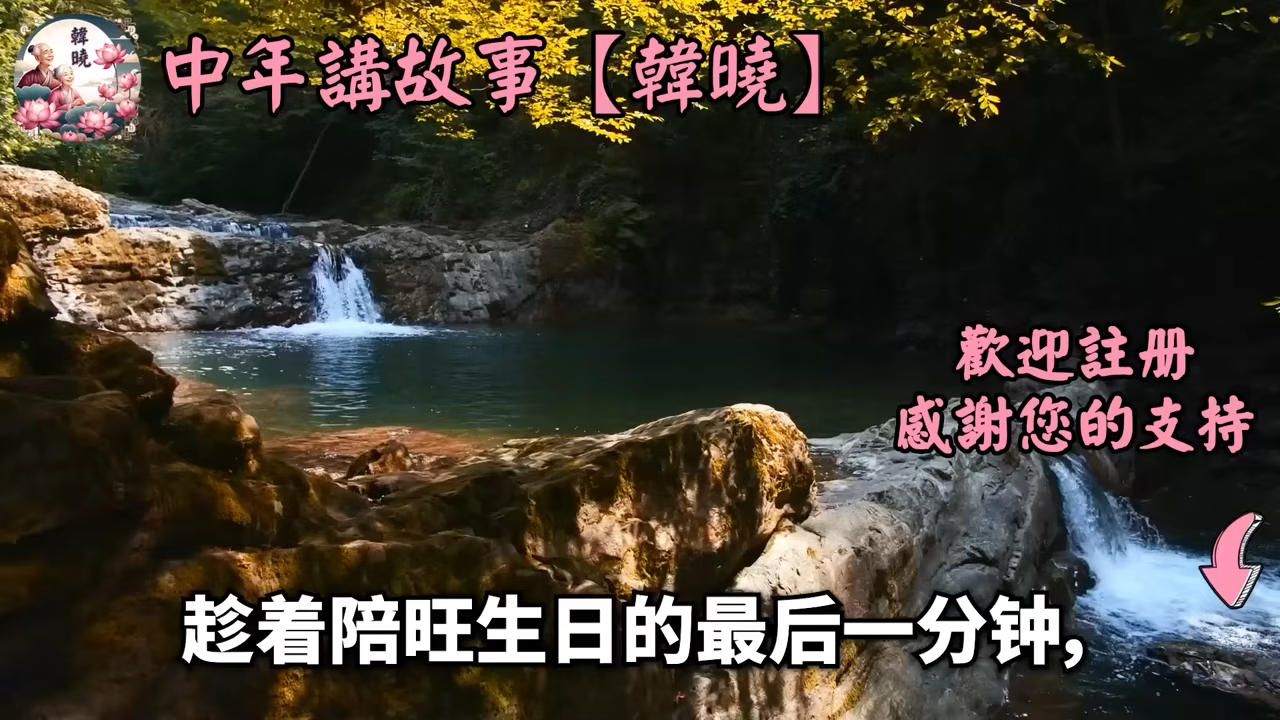 韓
曉
中年講故事【韓曉】
歡迎註册
感謝您的支持
趁着陪旺生日的最后一分钟,